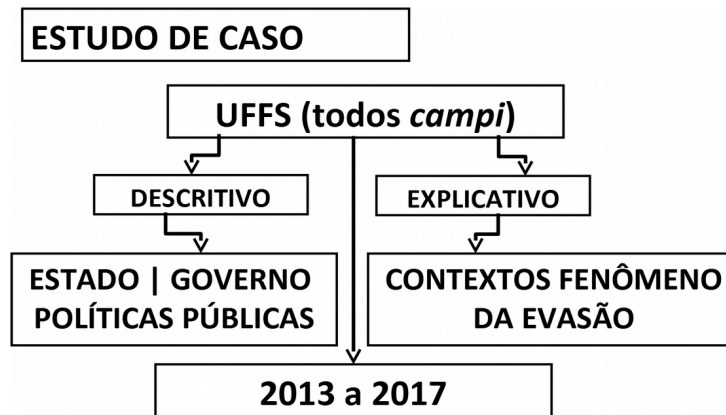 ESTUDO DE CASO
UFFS (todos campi)
DESCRITIVO
EXPLICATIVO
ESTADO | GOVERNO
POLÍTICAS PÚBLICAS
CONTEXTOS FENÔMENO
DA EVASÃO
2013 a 2017